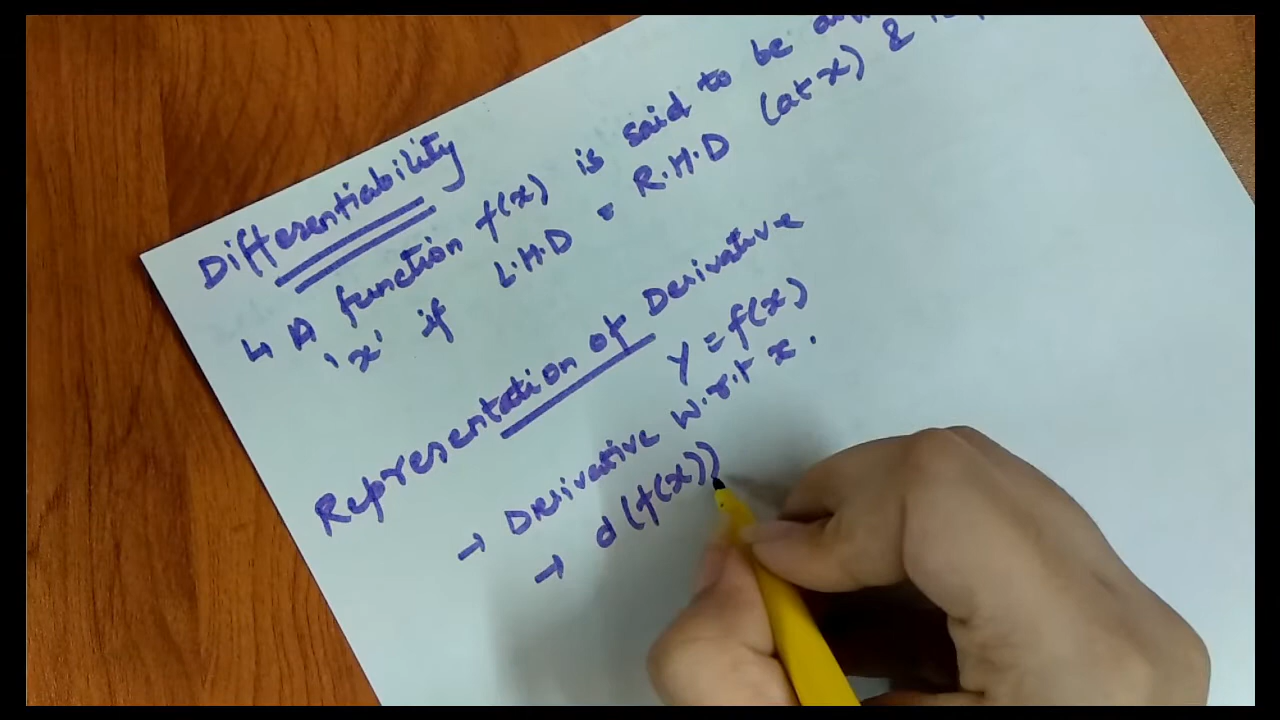 Differentiability
↳ A function f(x) is said to be
'x' if L.H.D = R.H.D (at x) &
Representation of Derivative
y = f(x)
→ Derivative w.r.t x.
→ d(f(x))